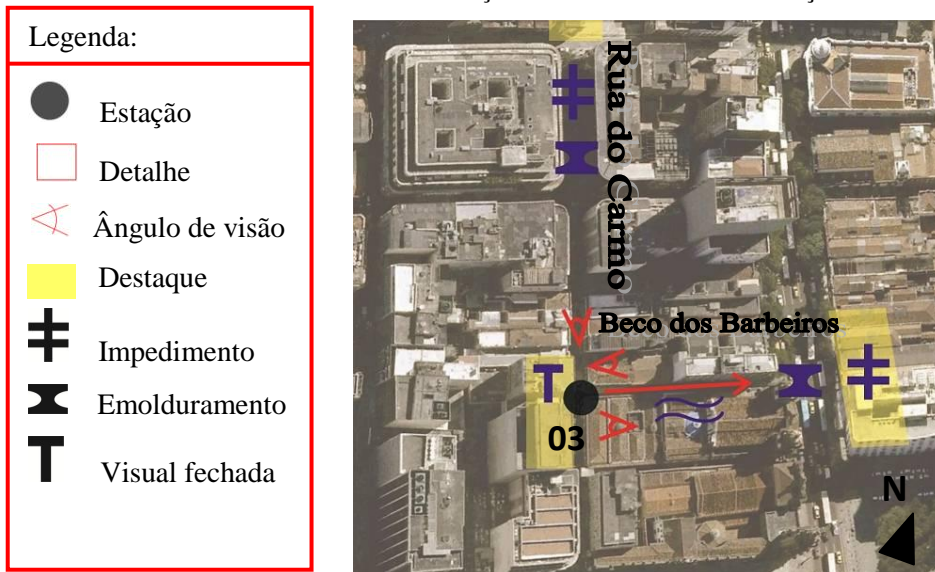 Legenda:
Estação
Detalhe
Ângulo de visão
Destaque
Impedimento
Emolduramento
T
Visual fechada
Rua do Carmo
Beco dos Barbeiros
T
03
N